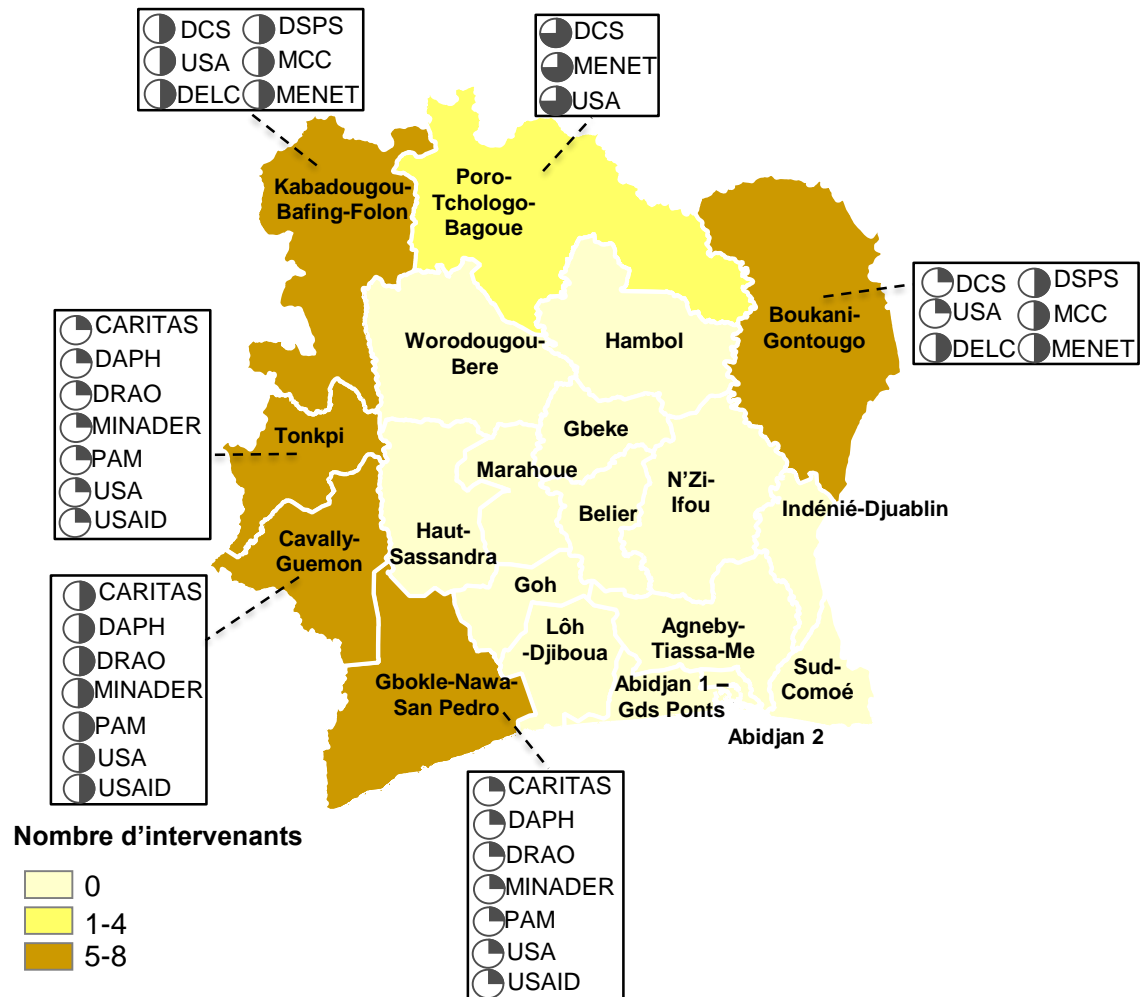 DCS DSPS
USA MCC
DELC MENET
DCS
MENET
USA
Kabadougou-
Bafing-Folon
Poro-
Tchologo-
Bagoue
Boukani-
Gontougo
DCS DSPS
USA MCC
DELC MENET
Worodougou-
Bere
Hambol
CARITAS
DAPH
DRAO
MINADER
PAM
USA
USAID
Tonkpi
Gbeke
Marahoue
N’Zi-
Ifou
Belier
Indénié-Djuablin
Haut-
Sassandra
Cavally-
Guemon
Goh
CARITAS
DAPH
DRAO
MINADER
PAM
USA
USAID
Lôh
-Djiboua
Agneby-
Tiassa-Me
Sud-
Comoé
Gbokle-Nawa-
San Pedro
Abidjan 1 –
Gds Ponts
Abidjan 2
CARITAS
DAPH
DRAO
MINADER
PAM
USA
USAID
Nombre d’intervenants
0
1-4
5-8